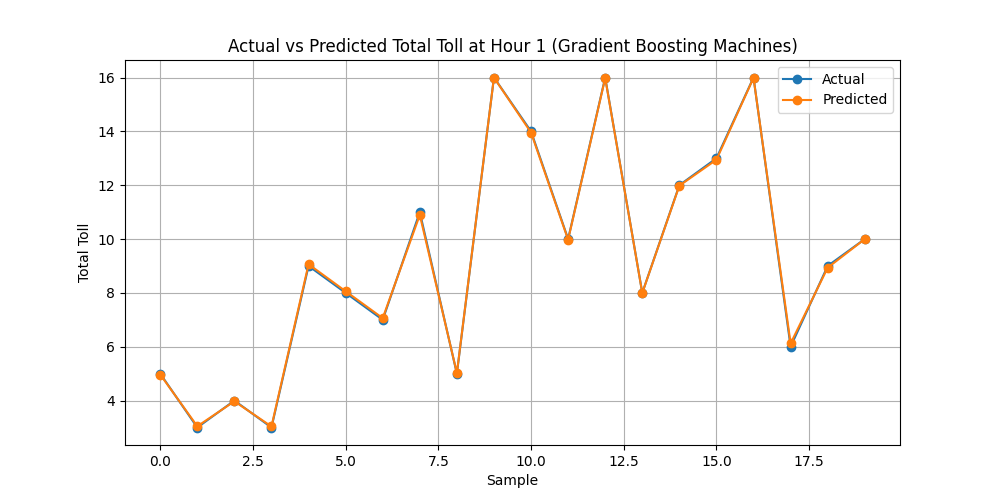 Actual vs Predicted Total Toll at Hour 1 (Gradient Boosting Machines)
Actual
Predicted
16
14
12
10
8
6
4
Total Toll
0.0 2.5 5.0 7.5 10.0 12.5 15.0 17.5
Sample